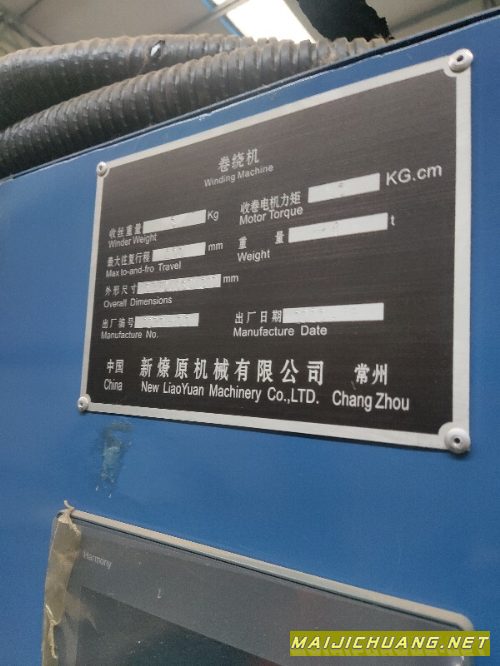 卷绕机
Winding Machine
收丝重量 Kg 收卷电机力矩 KG.cm
Winder Weight Motor Torque
最大往复行程 mm 重量 t
Max to-and-fro Travel Weight
外形尺寸 mm
Overall Dimensions
出厂编号 出厂日期
Manufacture No. Manufacture Date
中国 新燎原机械有限公司 常州
China New LiaoYuan Machinery Co.,LTD. ChangZhou
Harmony
MAIJICHUANG.NET